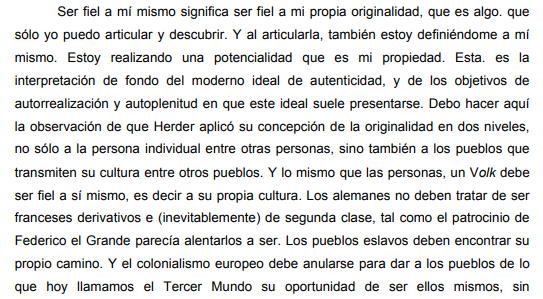 Ser fiel a mí mismo significa ser fiel a mi propia originalidad, que es algo. que
sólo yo puedo articular y descubrir. Y al articularla, también estoy definiéndome a mí
mismo. Estoy realizando una potencialidad que es mi propiedad. Esta. es la
interpretación de fondo del moderno ideal de autenticidad, y de los objetivos de
autorrealización y autoplenitud en que este ideal suele presentarse. Debo hacer aquí
la observación de que Herder aplicó su concepción de la originalidad en dos niveles,
no sólo a la persona individual entre otras personas, sino también a los pueblos que
transmiten su cultura entre otros pueblos. Y lo mismo que las personas, un Volk debe
ser fiel a sí mismo, es decir a su propia cultura. Los alemanes no deben tratar de ser
franceses derivativos e (inevitablemente) de segunda clase, tal como el patrocinio de
Federico el Grande parecía alentarlos a ser. Los pueblos eslavos deben encontrar su
propio camino. Y el colonialismo europeo debe anularse para dar a los pueblos de lo
que hoy llamamos el Tercer Mundo su oportunidad de ser ellos mismos, sin